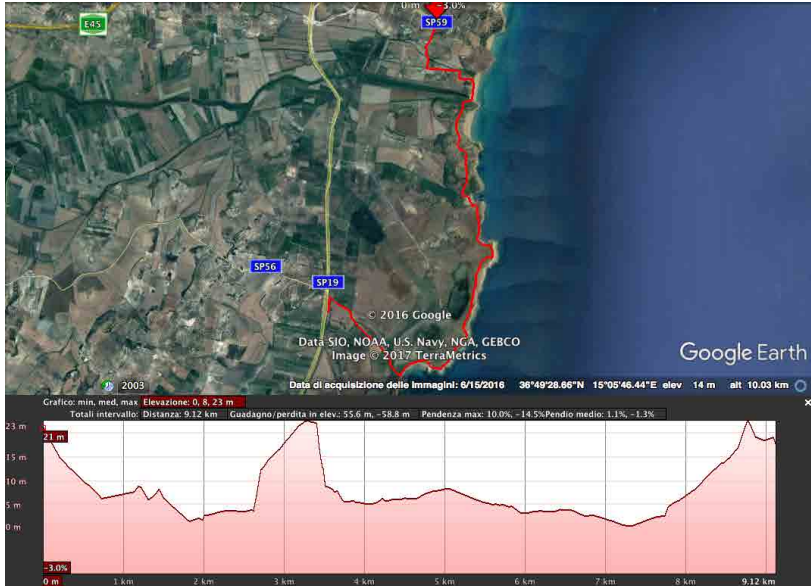 0 m -3.0%
SP59
E45
SP56
SP19
© 2016 Google
Data SIO, NOAA, U.S. Navy, NGA, GEBCO
Image © 2017 TerraMetrics
Google Earth
2003
Data di acquisizione delle immagini: 6/15/2016 36°49'28.66"N 15°05'46.44"E elev 14 m alt 10.03 km
Grafico: min, med, max Elevazione: 0, 8, 23 m
Totali intervallo: Distanza: 9.12 km Guadagno/perdita in elev.: 55.6 m, -58.8 m Pendenza max: 10.0%, -14.5% Pendio medio: 1.1%, -1.3%
23 m
21 m
15 m
10 m
5 m
0 m
-3.0%
0 m 1 km 2 km 3 km 4 km 5 km 6 km 7 km 8 km 9.12 km